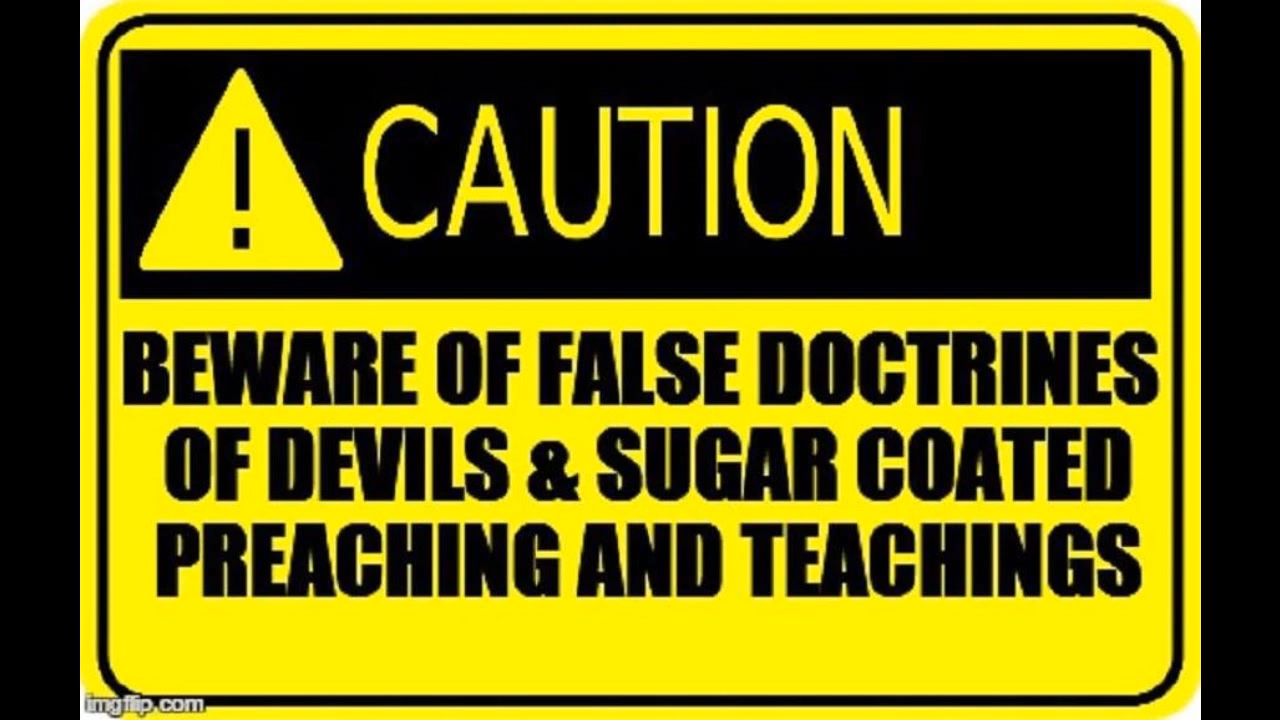 CAUTION
BEWARE OF FALSE DOCTRINES
OF DEVILS & SUGAR COATED
PREACHING AND TEACHINGS
imgflip.com